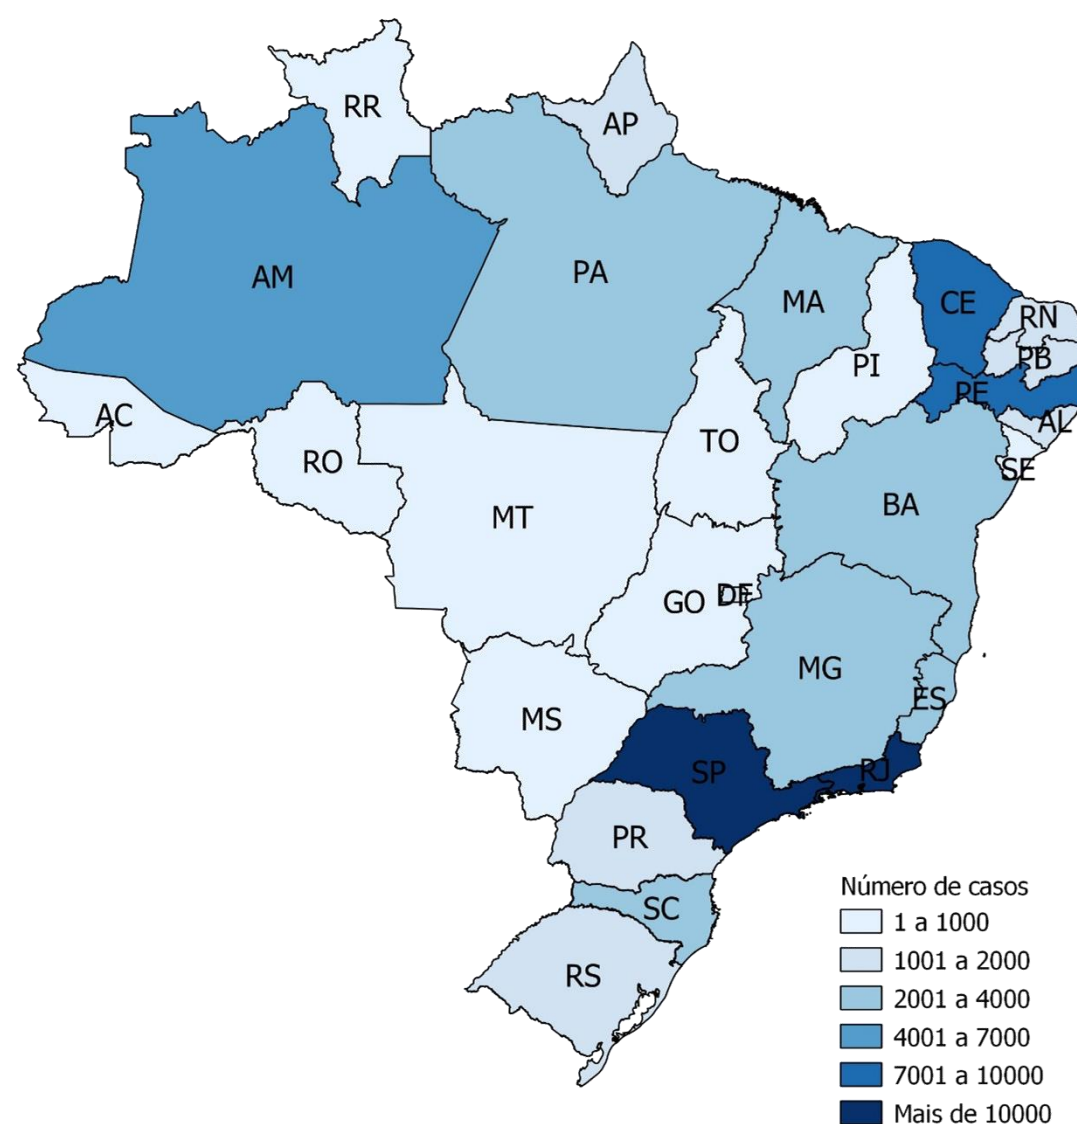 RR
AP
AM
PA
MA
CE
RN
PI
PB
PE
AC
AL
TO
RO
SE
BA
MT
DF
GO
MG
ES
MS
SP
RJ
PR
SC
RS
Número de casos
1 a 1000
1001 a 2000
2001 a 4000
4001 a 7000
7001 a 10000
Mais de 10000